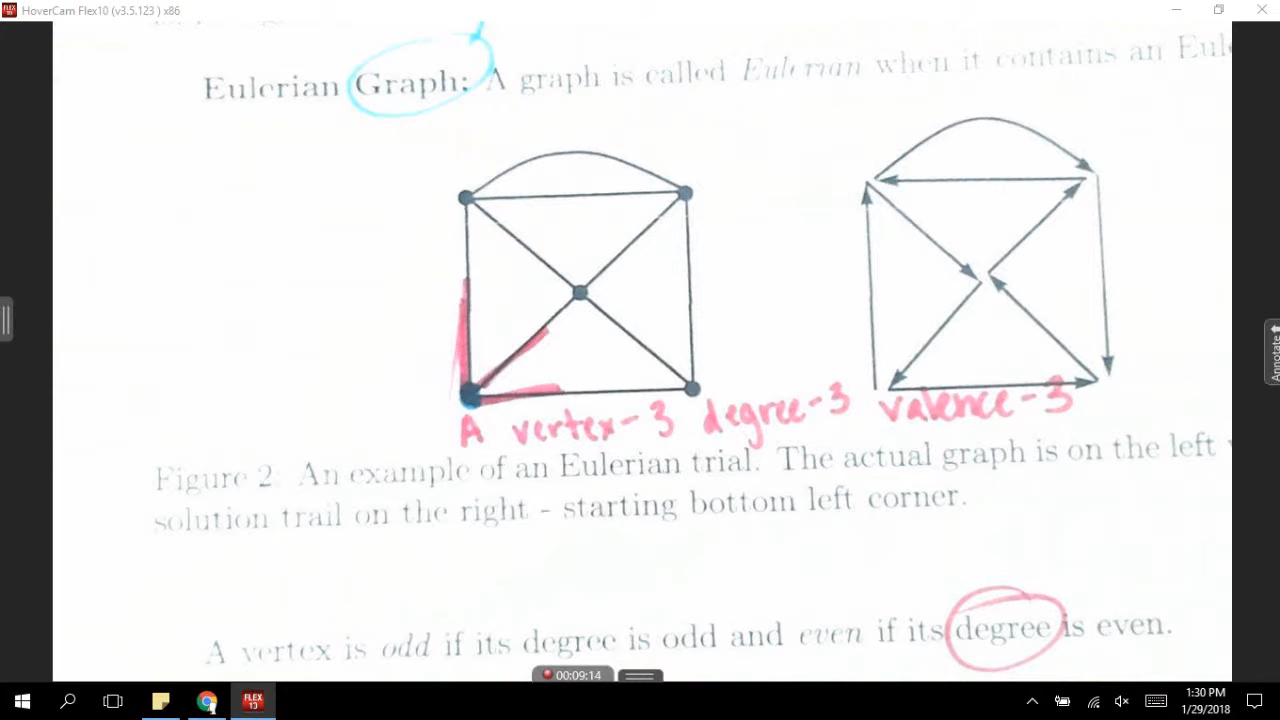 HoverCam Flex10 (v3.5.123) x86
Eulerian Graph: A graph is called Eulerian when it contains an
A vertex-3 degree-3 valence-3
Figure 2: An example of an Eulerian trial. The actual graph is on the left
solution trail on the right - starting bottom left corner.
A vertex is odd if its degree is odd and even if its degree is even.
Annotate
00:09:14
FLEX
13
1:30 PM
1/29/2018